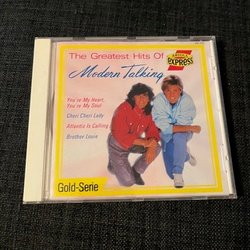 The Greatest Hits Of
express
Modern Talking
You're My Heart,
You're My Soul
Cheri Cheri Lady
Atlantis Is Calling
Brother Louie
Gold-Serie